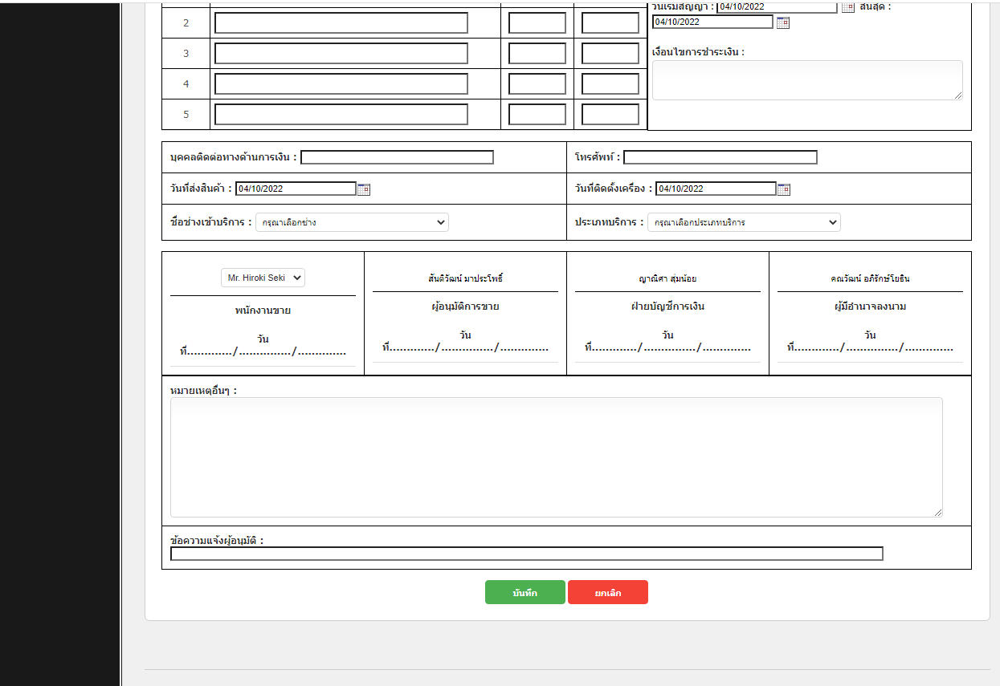 วันเริ่มสัญญา : 04/10/2022 สิ้นสุด :
2 04/10/2022
3 เงื่อนไขการชำระเงิน :
4
5
บุคคลติดต่อทางด้านการเงิน : โทรศัพท์ :
วันที่ส่งสินค้า : 04/10/2022 วันที่ติดตั้งเครื่อง : 04/10/2022
ชื่อช่างเข้าบริการ : กรุณาเลือกช่าง ประเภทบริการ : กรุณาเลือกประเภทบริการ
Mr. Hiroki Seki สันติวัฒน์ มาประโพธิ์ ญาณิศา สุ่มน้อย คณวัฒน์ อภิรักษ์โยธิน
พนักงานขาย ผู้อนุมัติการขาย ฝ่ายบัญชีการเงิน ผู้มีอำนาจลงนาม
วัน วัน วัน วัน
ที่............./.............../.............. ที่............./.............../.............. ที่............./.............../.............. ที่............./.............../..............
หมายเหตุอื่นๆ :
ข้อความแจ้งผู้อนุมัติ :
บันทึก ยกเลิก